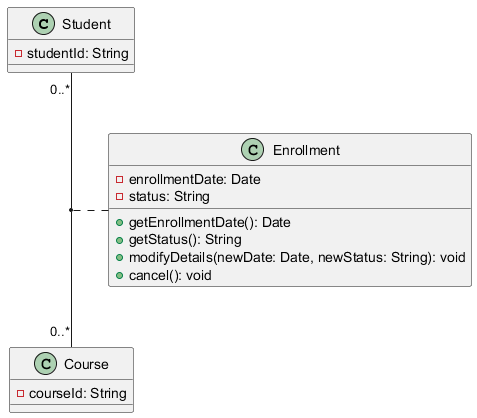 C Student
studentId: String
0..*
C Enrollment
enrollmentDate: Date
status: String
getEnrollmentDate(): Date
getStatus(): String
modifyDetails(newDate: Date, newStatus: String): void
cancel(): void
0..*
C Course
courseId: String